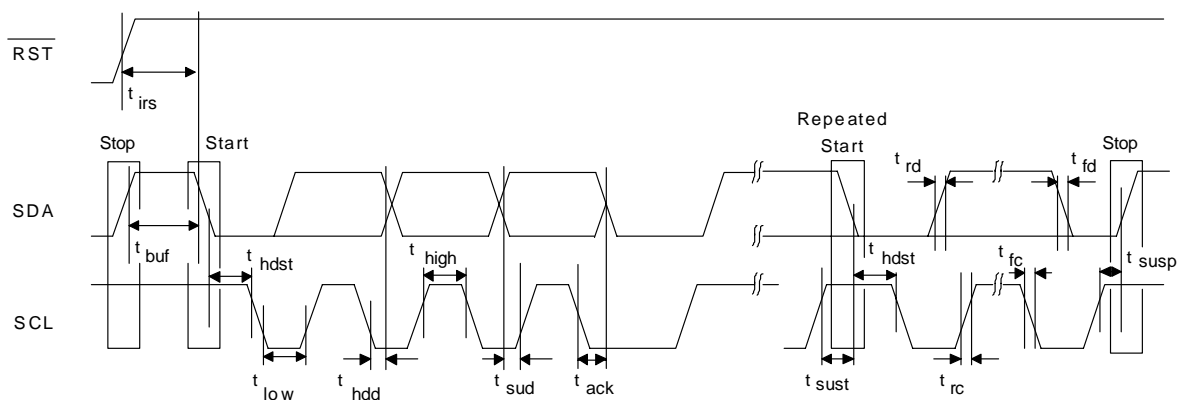 RST
t irs
Repeated
Stop Start Start Stop
t rd t fd
SDA
t buf t hdst t high t hdst t fc t susp
SCL
t low t hdd t sud t ack t sust t rc